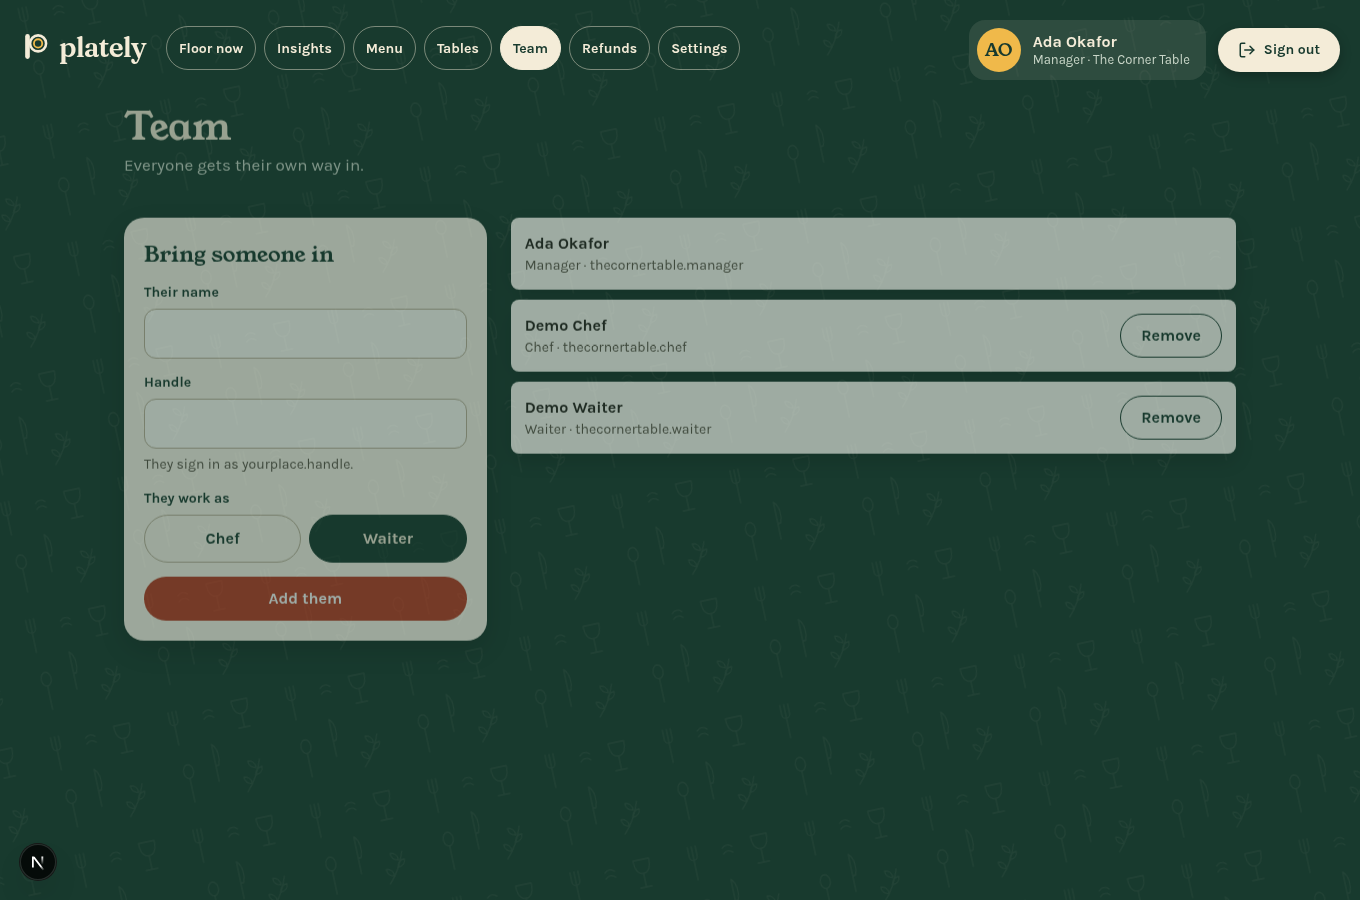 plately
Floor now
Insights
Menu
Tables
Team
Refunds
Settings
AO
Ada Okafor
Manager · The Corner Table
Sign out
Team
Everyone gets their own way in.
Bring someone in
Their name
Handle
They sign in as yourplace.handle.
They work as
Chef
Waiter
Add them
Ada Okafor
Manager · thecornertable.manager
Demo Chef
Chef · thecornertable.chef
Remove
Demo Waiter
Waiter · thecornertable.waiter
Remove
N